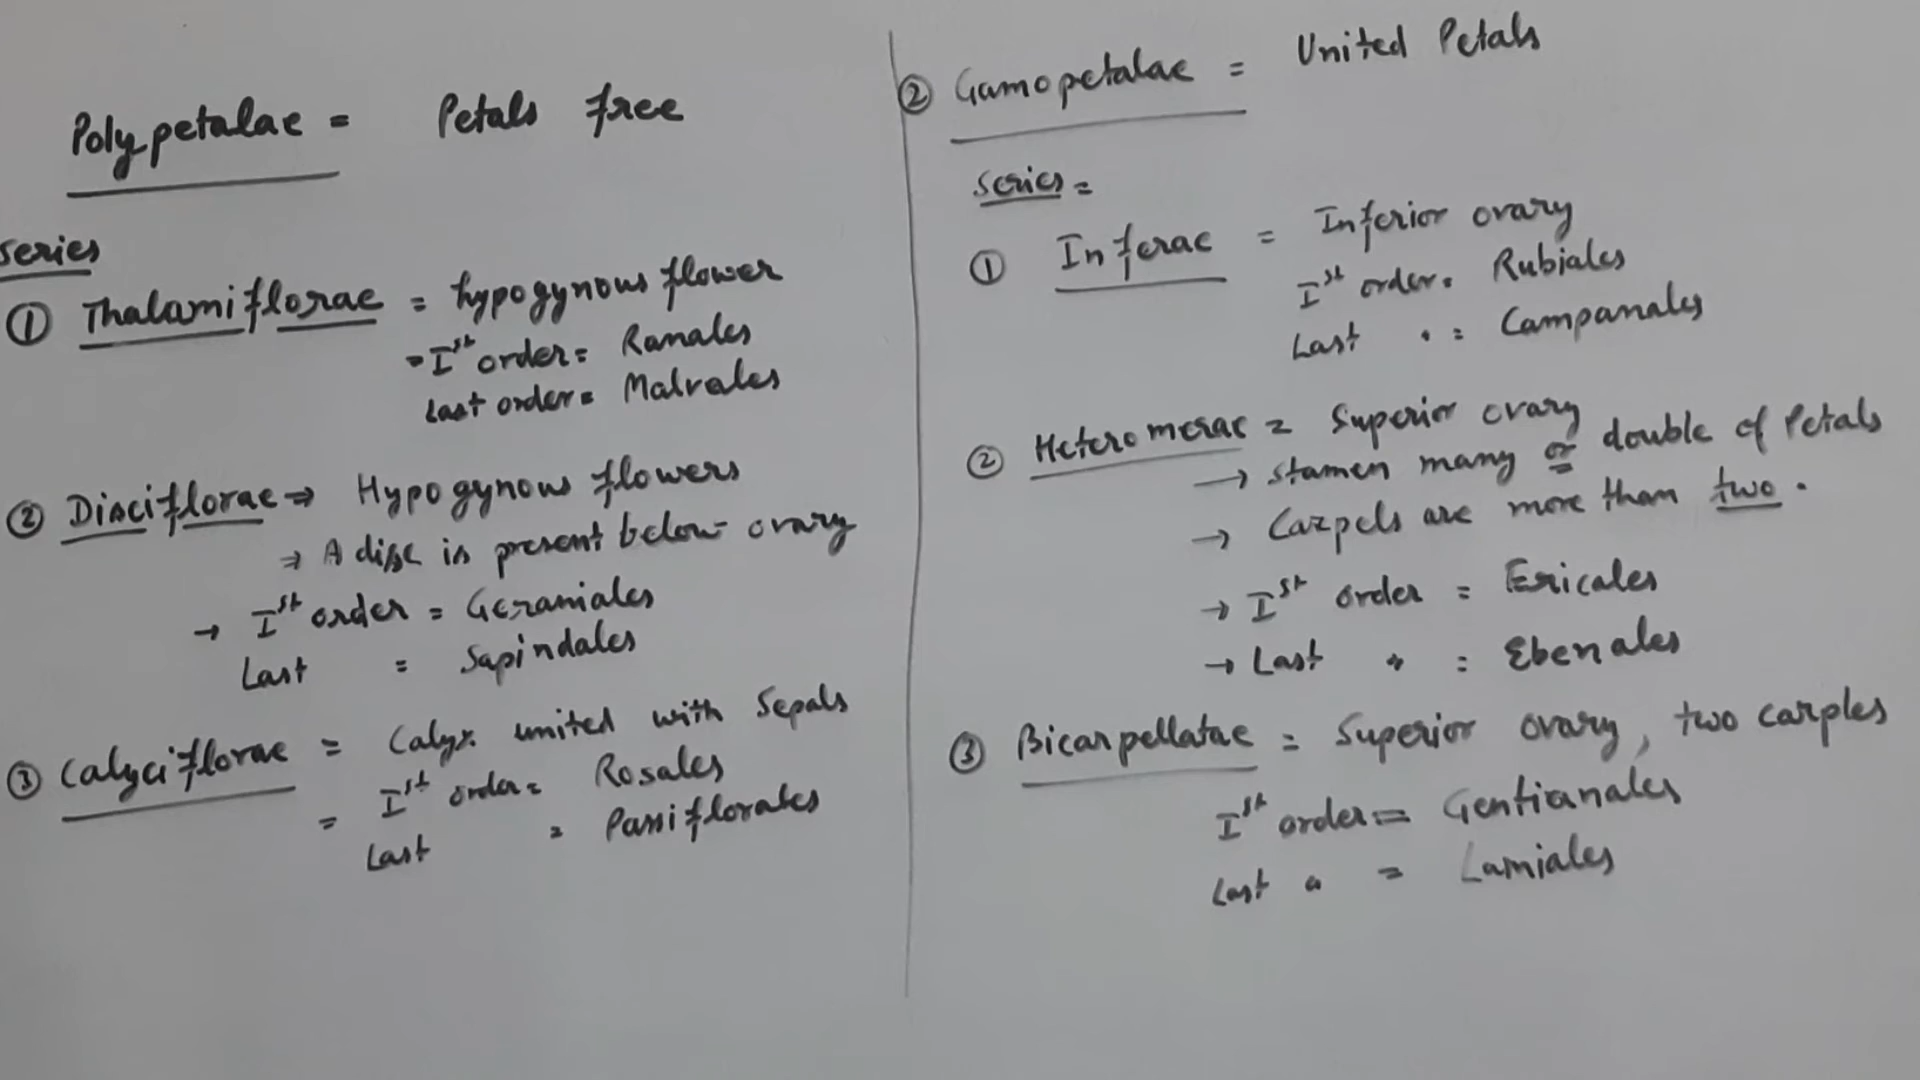 Polypetalae = Petals free
series
① Thalamiflorae = hypogynous flower
- Ist order = Ranales
Last order = Malvales
② Disciflorae ⇒ Hypogynous flowers
→ A disc is present below ovary
→ Ist order = Geraniales
Last = Sapindales
③ Calyciflorae = Calyx united with Sepals
= Ist order = Rosales
Last = Passiflorales
② Gamopetalae = United Petals
Series =
① Inferae = Inferior ovary
Ist order = Rubiales
Last " = Campanales
② Heteromerae = Superior ovary
→ stamen many or double of Petals
→ Carpels are more than two.
→ Ist order = Ericales
→ Last " = Ebenales
③ Bicarpellatae = Superior ovary, two carples
Ist order = Gentianales
Last " = Lamiales